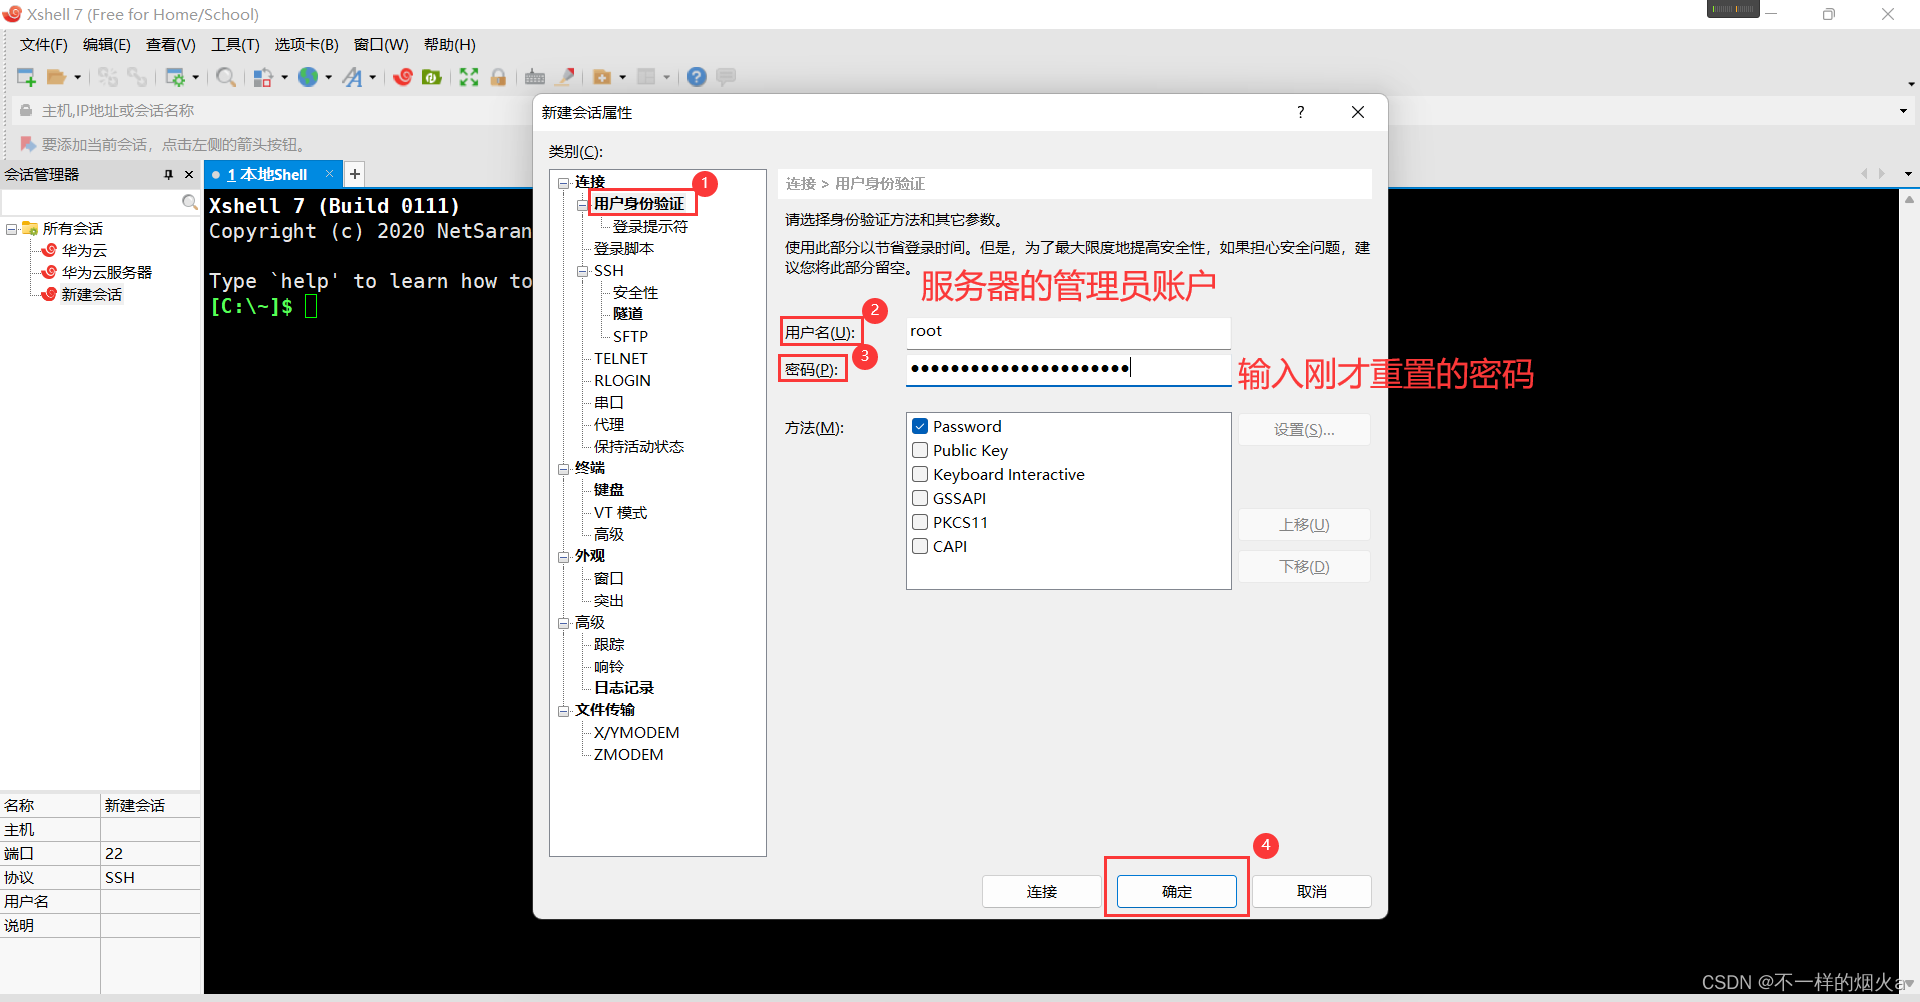 Xshell 7 (Free for Home/School)
文件(F) 编辑(E) 查看(V) 工具(T) 选项卡(B) 窗口(W) 帮助(H)
主机,IP地址或会话名称
要添加当前会话，点击左侧的箭头按钮。
会话管理器
1 本地Shell
所有会话
华为云
华为云服务器
新建会话
Xshell 7 (Build 0111)
Copyright (c) 2020 NetSaran
Type `help' to learn how to
[C:\~]$
名称 新建会话
主机
端口 22
协议 SSH
用户名
说明
新建会话属性
?
类别(C):
连接
用户身份验证
登录提示符
登录脚本
SSH
安全性
隧道
SFTP
TELNET
RLOGIN
串口
代理
保持活动状态
终端
键盘
VT 模式
高级
外观
窗口
突出
高级
跟踪
响铃
日志记录
文件传输
X/YMODEM
ZMODEM
1
连接 > 用户身份验证
请选择身份验证方法和其它参数。
使用此部分以节省登录时间。但是，为了最大限度地提高安全性，如果担心安全问题，建
议您将此部分留空。
服务器的管理员账户
2
用户名(U): root
3
密码(P): ●●●●●●●●●●●●●●●●●●●●●●
输入刚才重置的密码
方法(M):
Password
Public Key
Keyboard Interactive
GSSAPI
PKCS11
CAPI
设置(S)...
上移(U)
下移(D)
4
连接 确定 取消
CSDN @不一样的烟火a